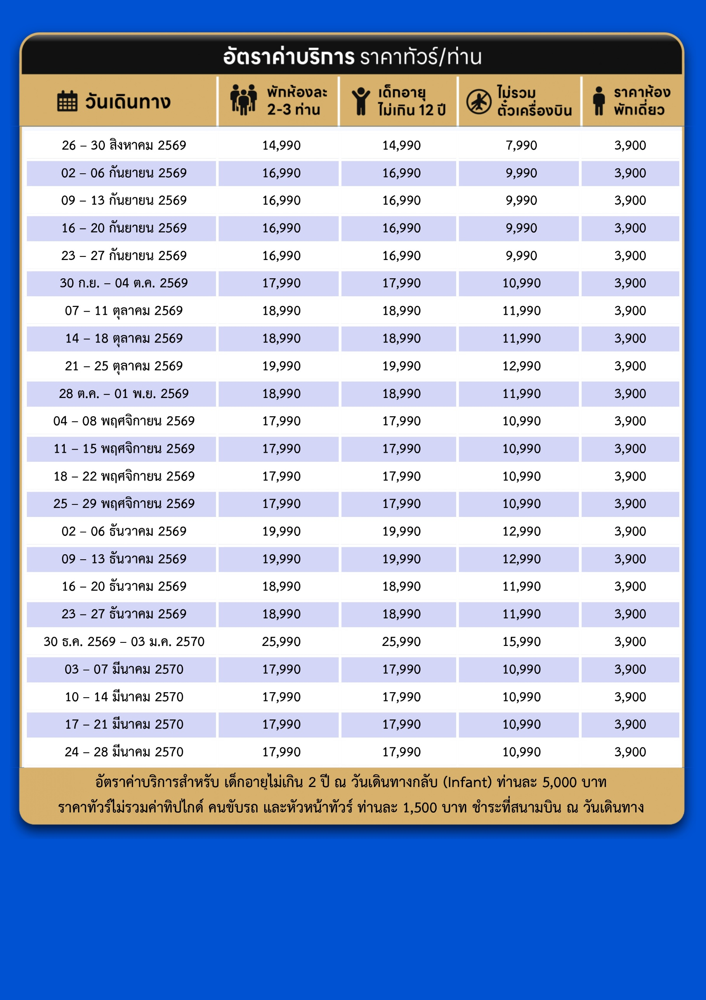 อัตราค่าบริการ ราคาทัวร์/ท่าน
วันเดินทาง พักห้องละ 2-3 ท่าน เด็กอายุ ไม่เกิน 12 ปี ไม่รวม ตั๋วเครื่องบิน ราคาห้อง พักเดี่ยว
26 – 30 สิงหาคม 2569 14,990 14,990 7,990 3,900
02 – 06 กันยายน 2569 16,990 16,990 9,990 3,900
09 – 13 กันยายน 2569 16,990 16,990 9,990 3,900
16 – 20 กันยายน 2569 16,990 16,990 9,990 3,900
23 – 27 กันยายน 2569 16,990 16,990 9,990 3,900
30 ก.ย. – 04 ต.ค. 2569 17,990 17,990 10,990 3,900
07 – 11 ตุลาคม 2569 18,990 18,990 11,990 3,900
14 – 18 ตุลาคม 2569 18,990 18,990 11,990 3,900
21 – 25 ตุลาคม 2569 19,990 19,990 12,990 3,900
28 ต.ค. – 01 พ.ย. 2569 18,990 18,990 11,990 3,900
04 – 08 พฤศจิกายน 2569 17,990 17,990 10,990 3,900
11 – 15 พฤศจิกายน 2569 17,990 17,990 10,990 3,900
18 – 22 พฤศจิกายน 2569 17,990 17,990 10,990 3,900
25 – 29 พฤศจิกายน 2569 17,990 17,990 10,990 3,900
02 – 06 ธันวาคม 2569 19,990 19,990 12,990 3,900
09 – 13 ธันวาคม 2569 19,990 19,990 12,990 3,900
16 – 20 ธันวาคม 2569 18,990 18,990 11,990 3,900
23 – 27 ธันวาคม 2569 18,990 18,990 11,990 3,900
30 ธ.ค. 2569 – 03 ม.ค. 2570 25,990 25,990 15,990 3,900
03 – 07 มีนาคม 2570 17,990 17,990 10,990 3,900
10 – 14 มีนาคม 2570 17,990 17,990 10,990 3,900
17 – 21 มีนาคม 2570 17,990 17,990 10,990 3,900
24 – 28 มีนาคม 2570 17,990 17,990 10,990 3,900
อัตราค่าบริการสำหรับ เด็กอายุไม่เกิน 2 ปี ณ วันเดินทางกลับ (Infant) ท่านละ 5,000 บาท
ราคาทัวร์ไม่รวมค่าทิปไกด์ คนขับรถ และหัวหน้าทัวร์ ท่านละ 1,500 บาท ชำระที่สนามบิน ณ วันเดินทาง